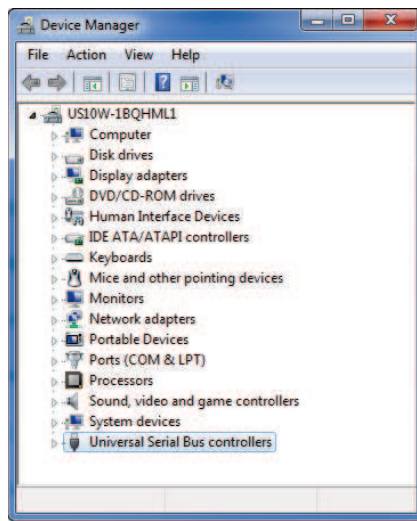 Device Manager
File Action View Help
US10W-1BQHML1
Computer
Disk drives
Display adapters
DVD/CD-ROM drives
Human Interface Devices
IDE ATA/ATAPI controllers
Keyboards
Mice and other pointing devices
Monitors
Network adapters
Portable Devices
Ports (COM & LPT)
Processors
Sound, video and game controllers
System devices
Universal Serial Bus controllers